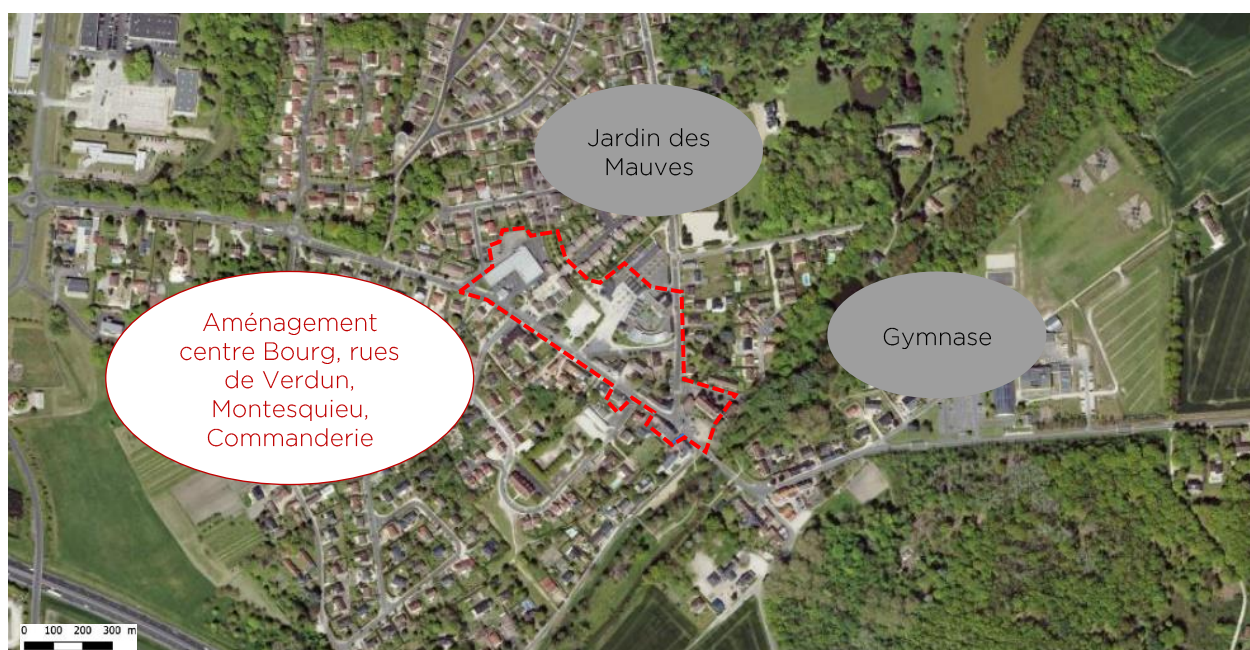 Jardin des
Mauves
Gymnase
Aménagement
centre Bourg, rues
de Verdun,
Montesquieu,
Commanderie
0 100 200 300 m